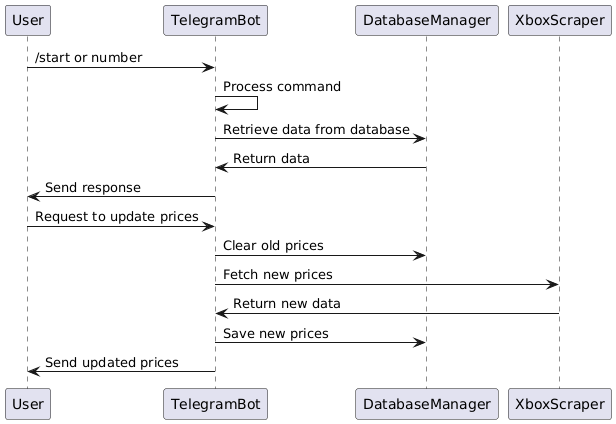 User TelegramBot DatabaseManager XboxScraper
/start or number
Process command
Retrieve data from database
Return data
Send response
Request to update prices
Clear old prices
Fetch new prices
Return new data
Save new prices
Send updated prices
User TelegramBot DatabaseManager XboxScraper